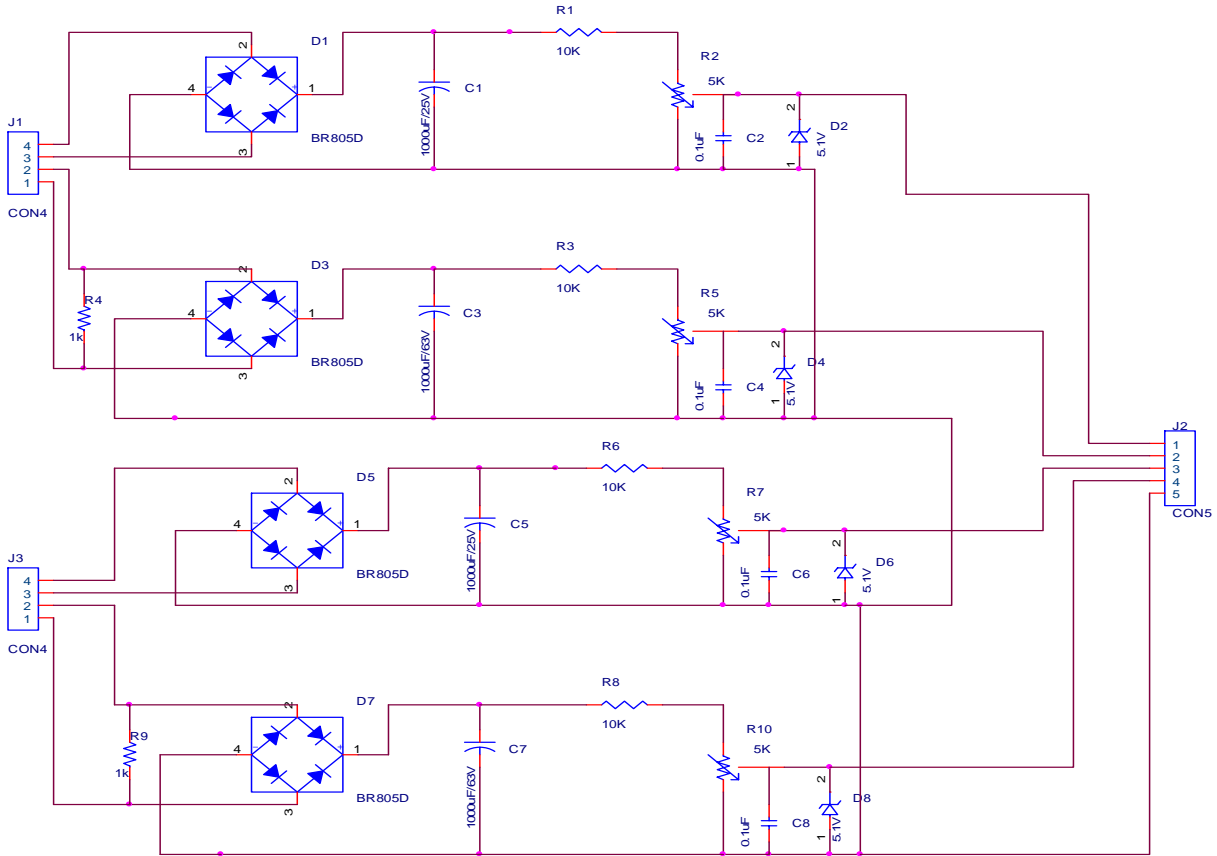 R1
10K
D1
2
4
1
3
-
+
BR805D
C1
1000uF/25V
R2
5K
0.1uF
C2
2
D2
5.1V
1
J1
4
3
2
1
CON4
R3
10K
D3
2
4
1
3
-
+
BR805D
R4
1k
C3
1000uF/63V
R5
5K
0.1uF
C4
2
D4
5.1V
1
J2
1
2
3
4
5
CON5
R6
10K
D5
2
4
1
3
-
+
BR805D
C5
1000uF/25V
R7
5K
0.1uF
C6
2
D6
5.1V
1
J3
4
3
2
1
CON4
R8
10K
D7
2
4
1
3
-
+
BR805D
R9
1k
C7
1000uF/63V
R10
5K
0.1uF
C8
2
D8
5.1V
1